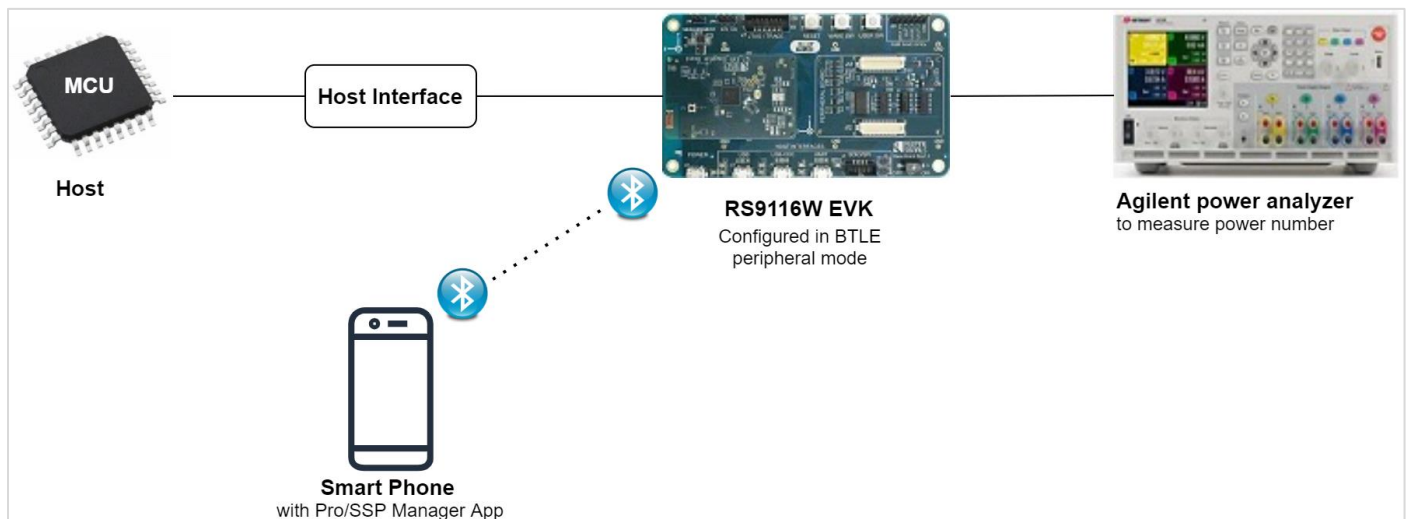 MCU
Host Interface
Host
RS9116W EVK
Configured in BTLE
peripheral mode
Agilent power analyzer
to measure power number
Smart Phone
with Pro/SSP Manager App